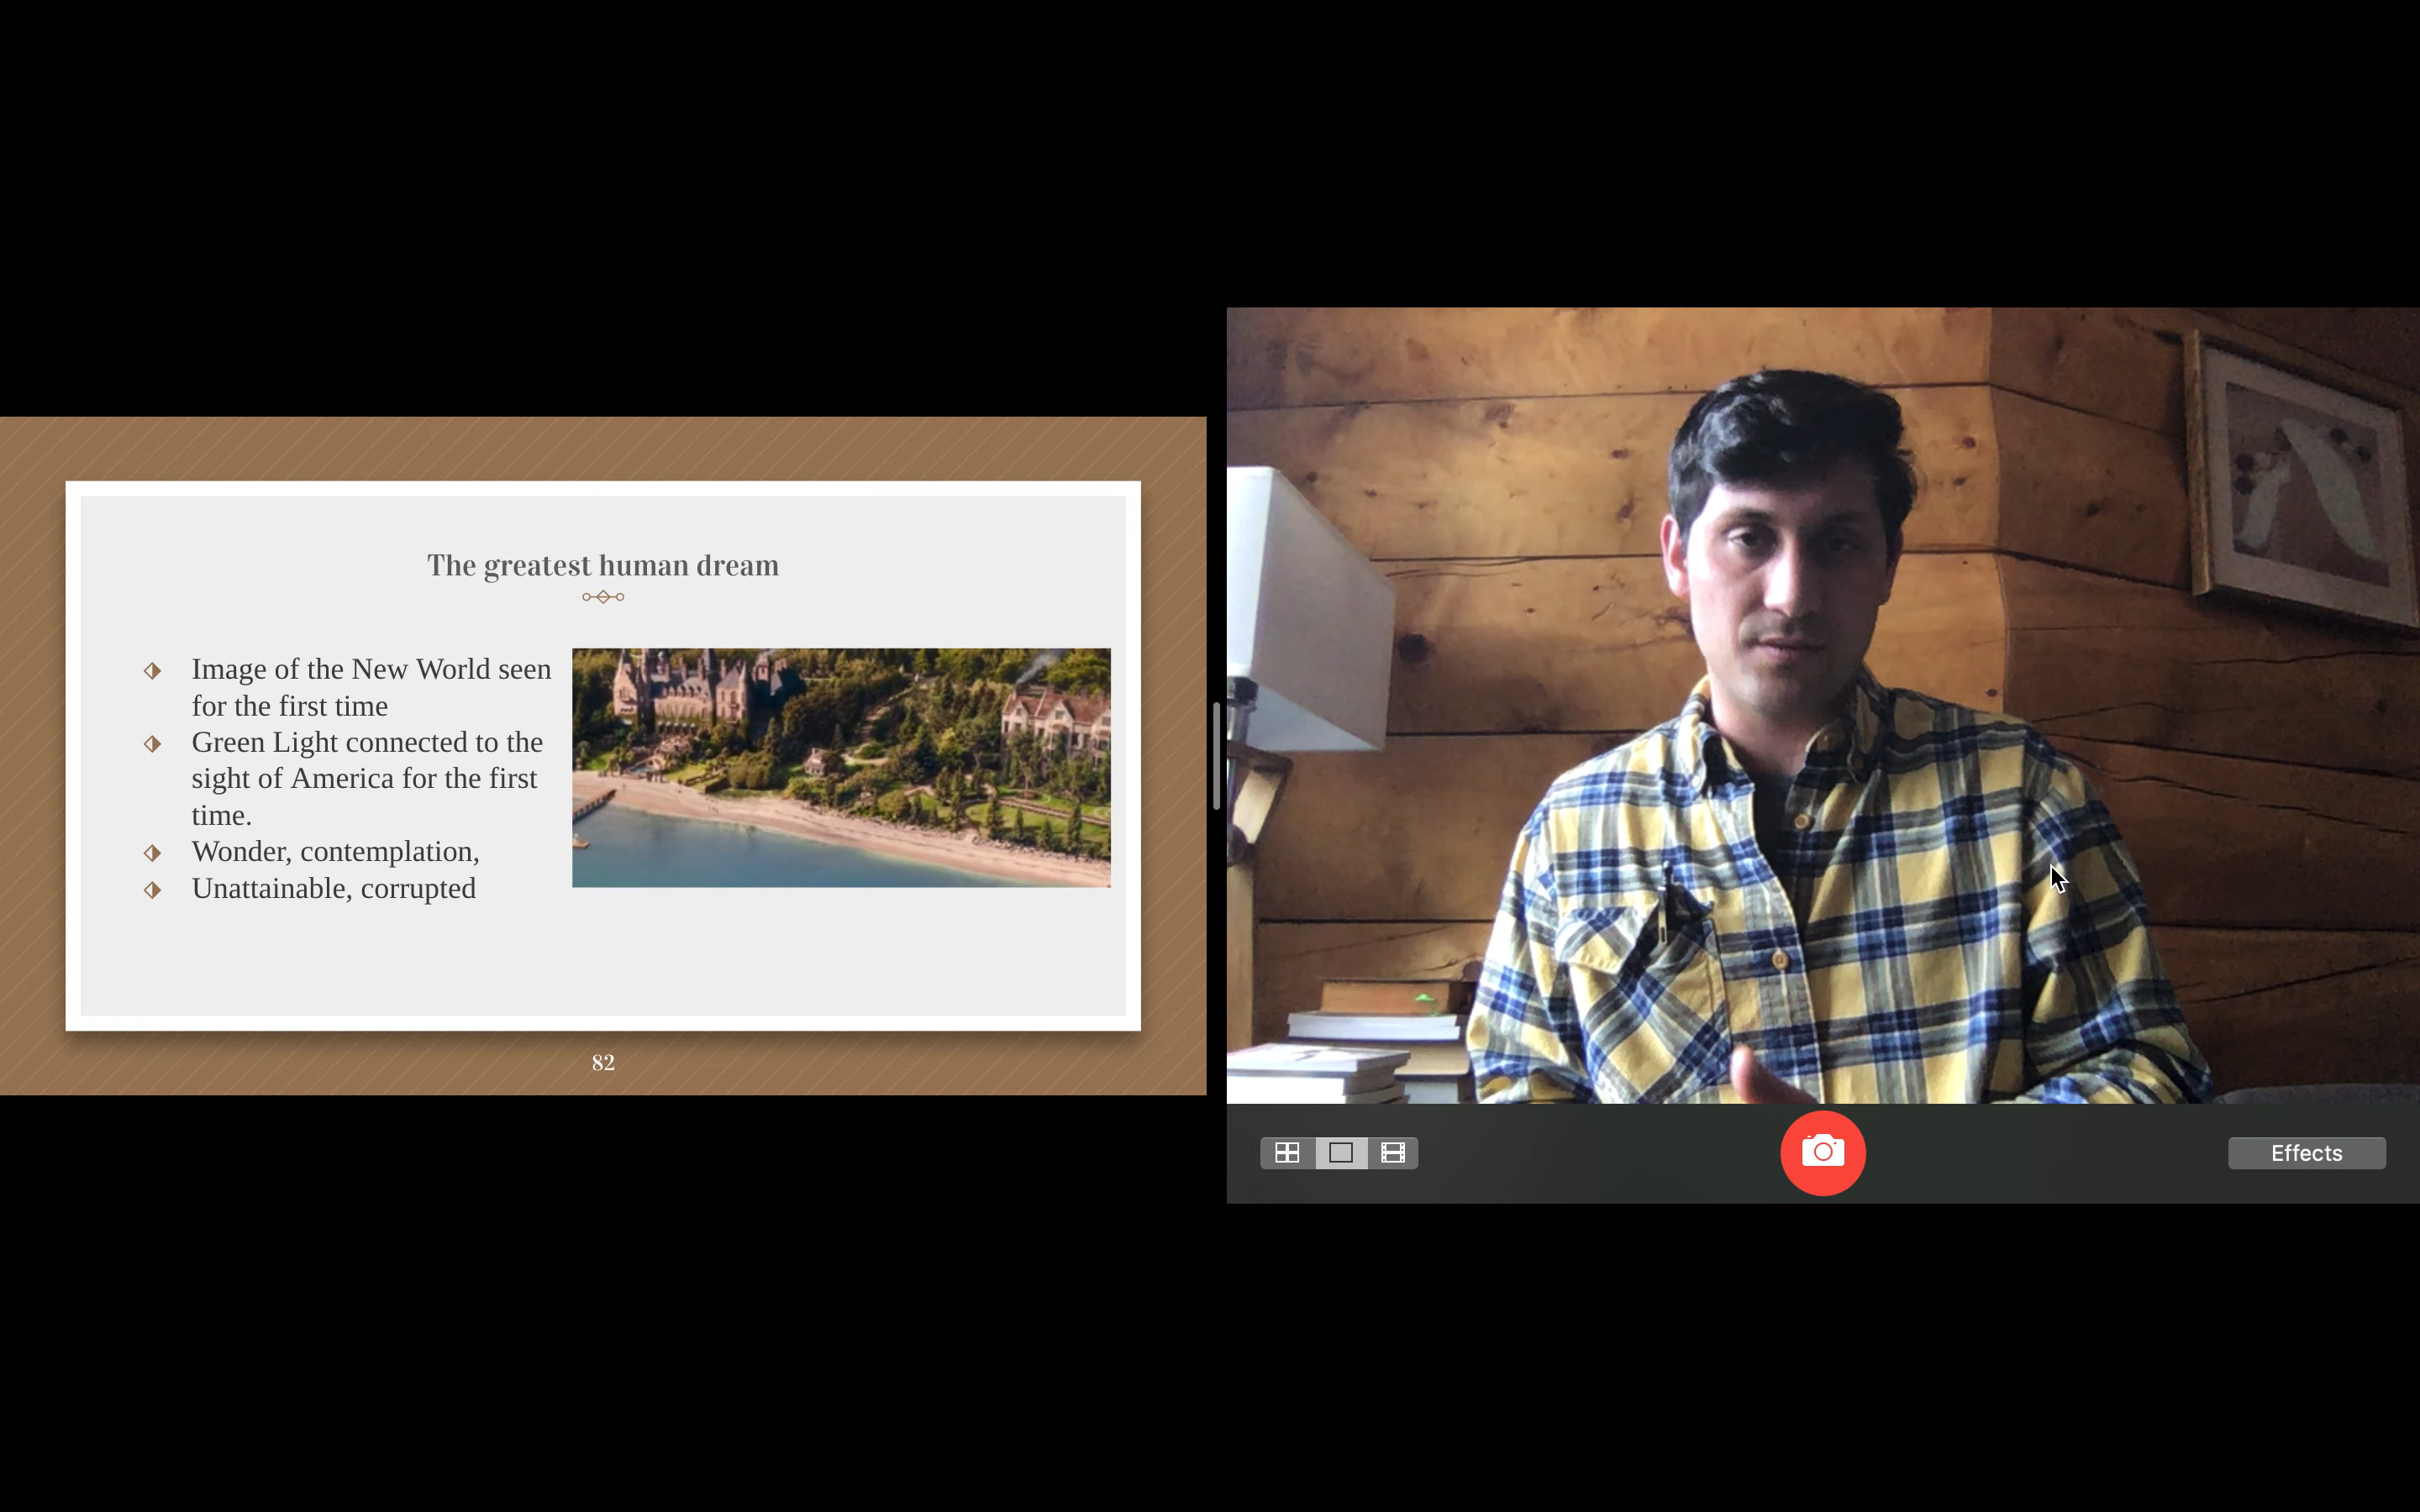 The greatest human dream
Image of the New World seen
for the first time
Green Light connected to the
sight of America for the first
time.
Wonder, contemplation,
Unattainable, corrupted
82
Effects